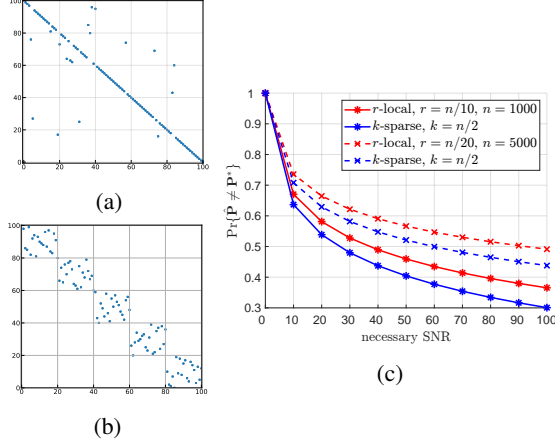 100
80
60
40
20
0
0 20 40 60 80 100
(a)
100
80
60
40
20
0
0 20 40 60 80 100
(b)
Pr{P̂ ≠ P*}
1
0.9
0.8
0.7
0.6
0.5
0.4
0.3
r-local, r = n/10, n = 1000
k-sparse, k = n/2
r-local, r = n/20, n = 5000
k-sparse, k = n/2
0 10 20 30 40 50 60 70 80 90 100
necessary SNR
(c)